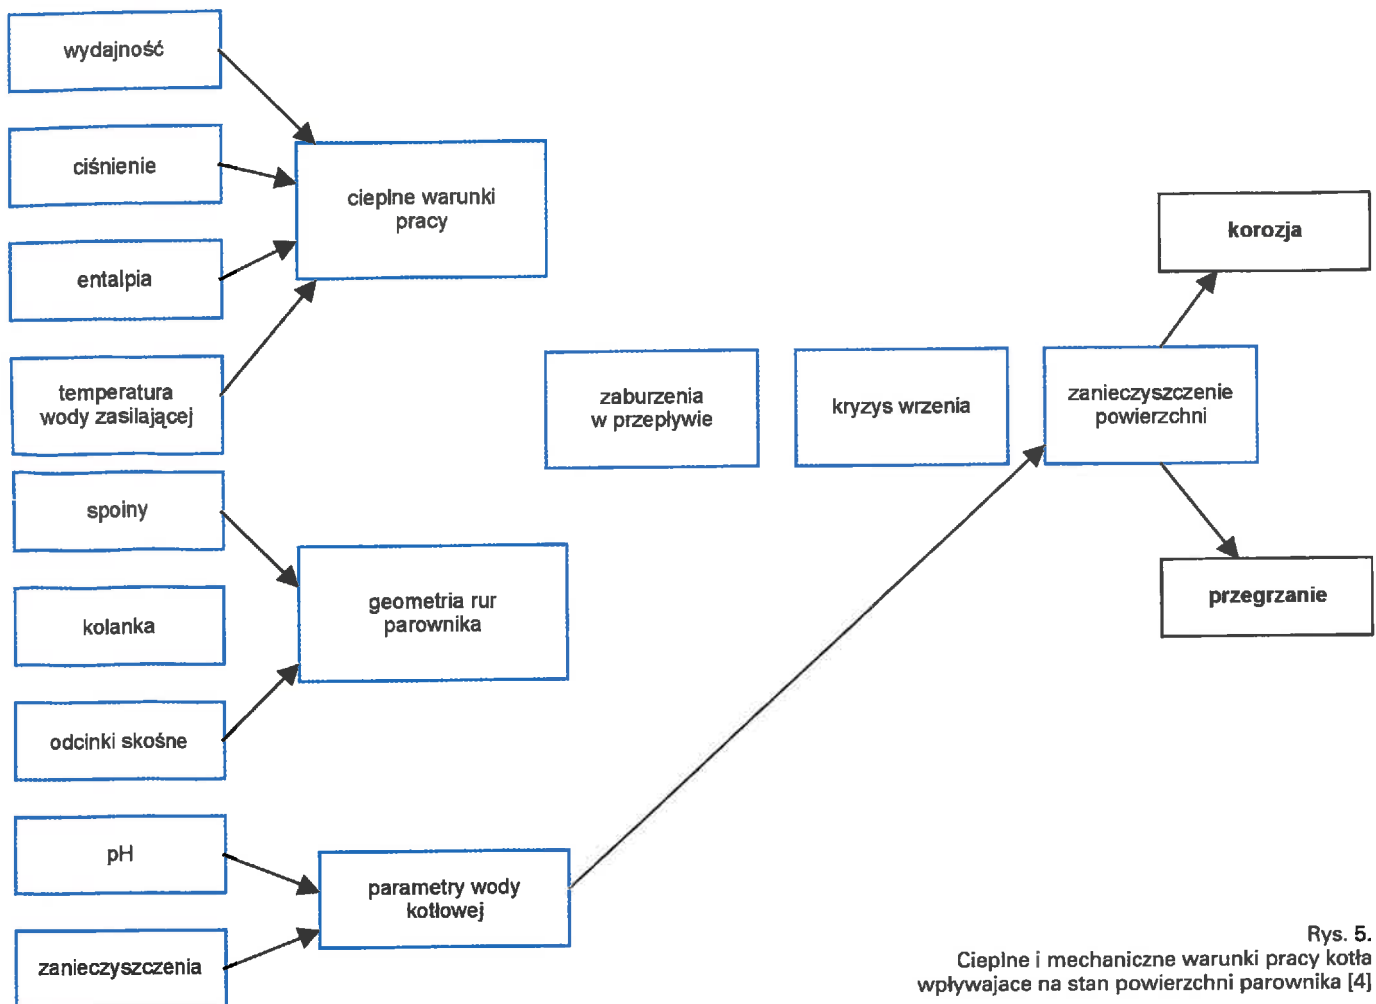 wydajność
ciśnienie
entalpia
temperatura
wody zasilającej
spoiny
kolanka
odcinki skośne
pH
zanieczyszczenia
cieplne warunki
pracy
geometria rur
parownika
parametry wody
kotłowej
zaburzenia
w przepływie
kryzys wrzenia
zanieczyszczenie
powierzchni
korozja
przegrzanie
Rys. 5.
Cieplne i mechaniczne warunki pracy kotła
wpływajace na stan powierzchni parownika [4]